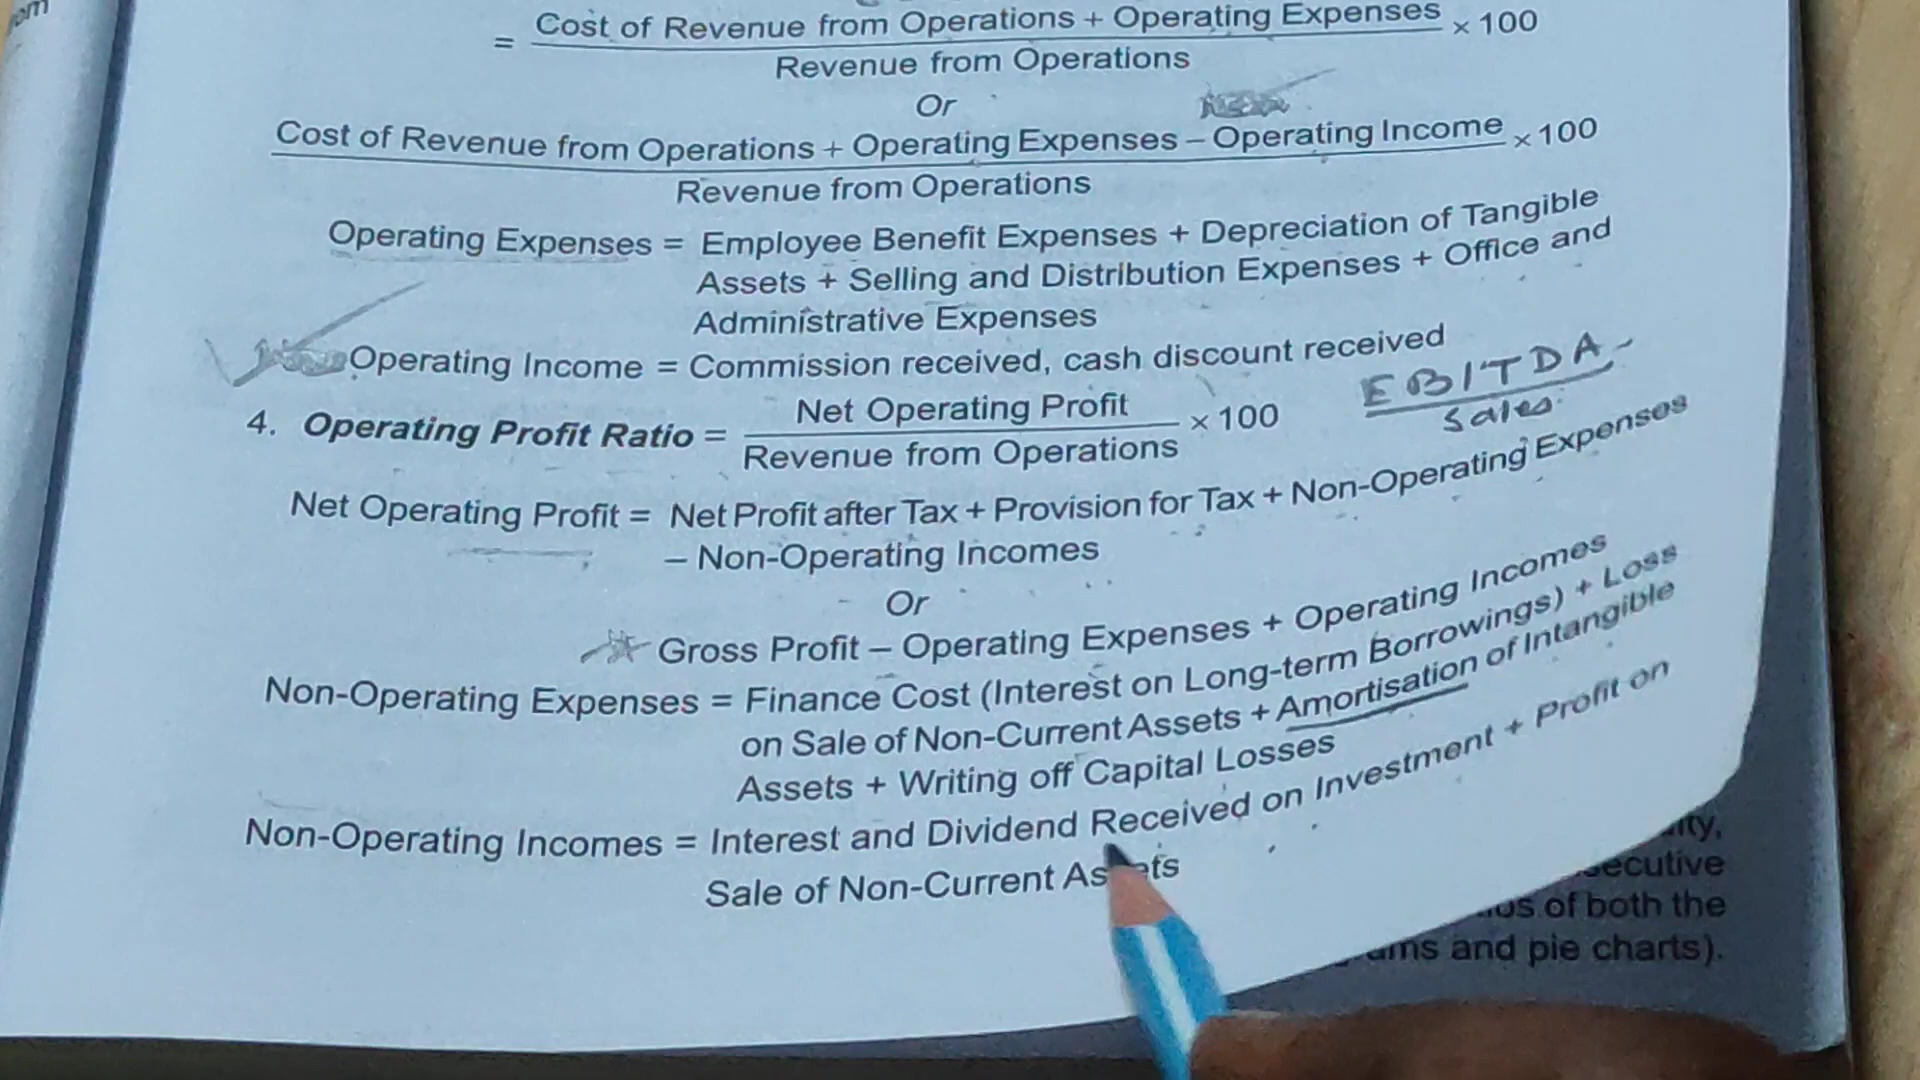 = Cost of Revenue from Operations + Operating Expenses × 100
Revenue from Operations
Or
Cost of Revenue from Operations + Operating Expenses – Operating Income × 100
Revenue from Operations
Operating Expenses = Employee Benefit Expenses + Depreciation of Tangible
Assets + Selling and Distribution Expenses + Office and
Administrative Expenses
Operating Income = Commission received, cash discount received
EBITDA
Sales
4. Operating Profit Ratio = Net Operating Profit × 100
Revenue from Operations
Net Operating Profit = Net Profit after Tax + Provision for Tax + Non-Operating Expenses
– Non-Operating Incomes
Or
Gross Profit – Operating Expenses + Operating Incomes
Non-Operating Expenses = Finance Cost (Interest on Long-term Borrowings) + Loss
on Sale of Non-Current Assets + Amortisation of Intangible
Assets + Writing off Capital Losses
Non-Operating Incomes = Interest and Dividend Received on Investment + Profit on
Sale of Non-Current Assets
of both the
and pie charts).